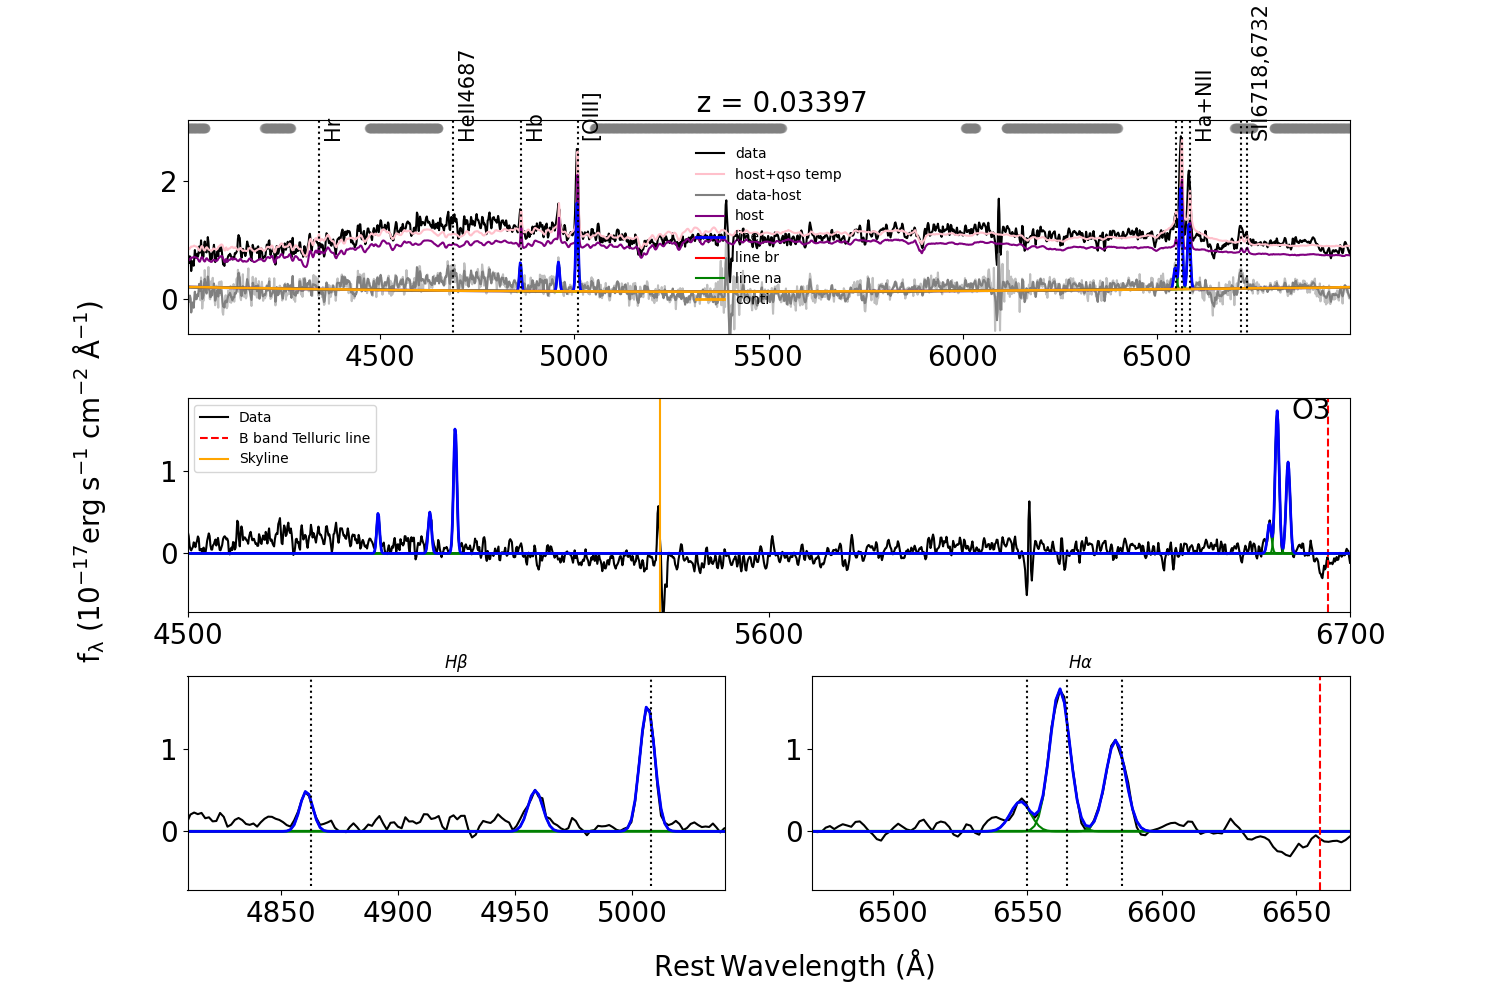 z = 0.03397
Hr
HeII4687
Hb
[OIII]
Ha+NII
SII6718,6732
data
host+qso temp
data-host
host
line br
line na
conti
2
0
4500 5000 5500 6000 6500
O3
Data
B band Telluric line
Skyline
1
0
4500 5600 6700
fλ (10−17erg s−1 cm−2 Å−1)
Hβ
1
0
4850 4900 4950 5000
Hα
1
0
6500 6550 6600 6650
Rest Wavelength (Å)